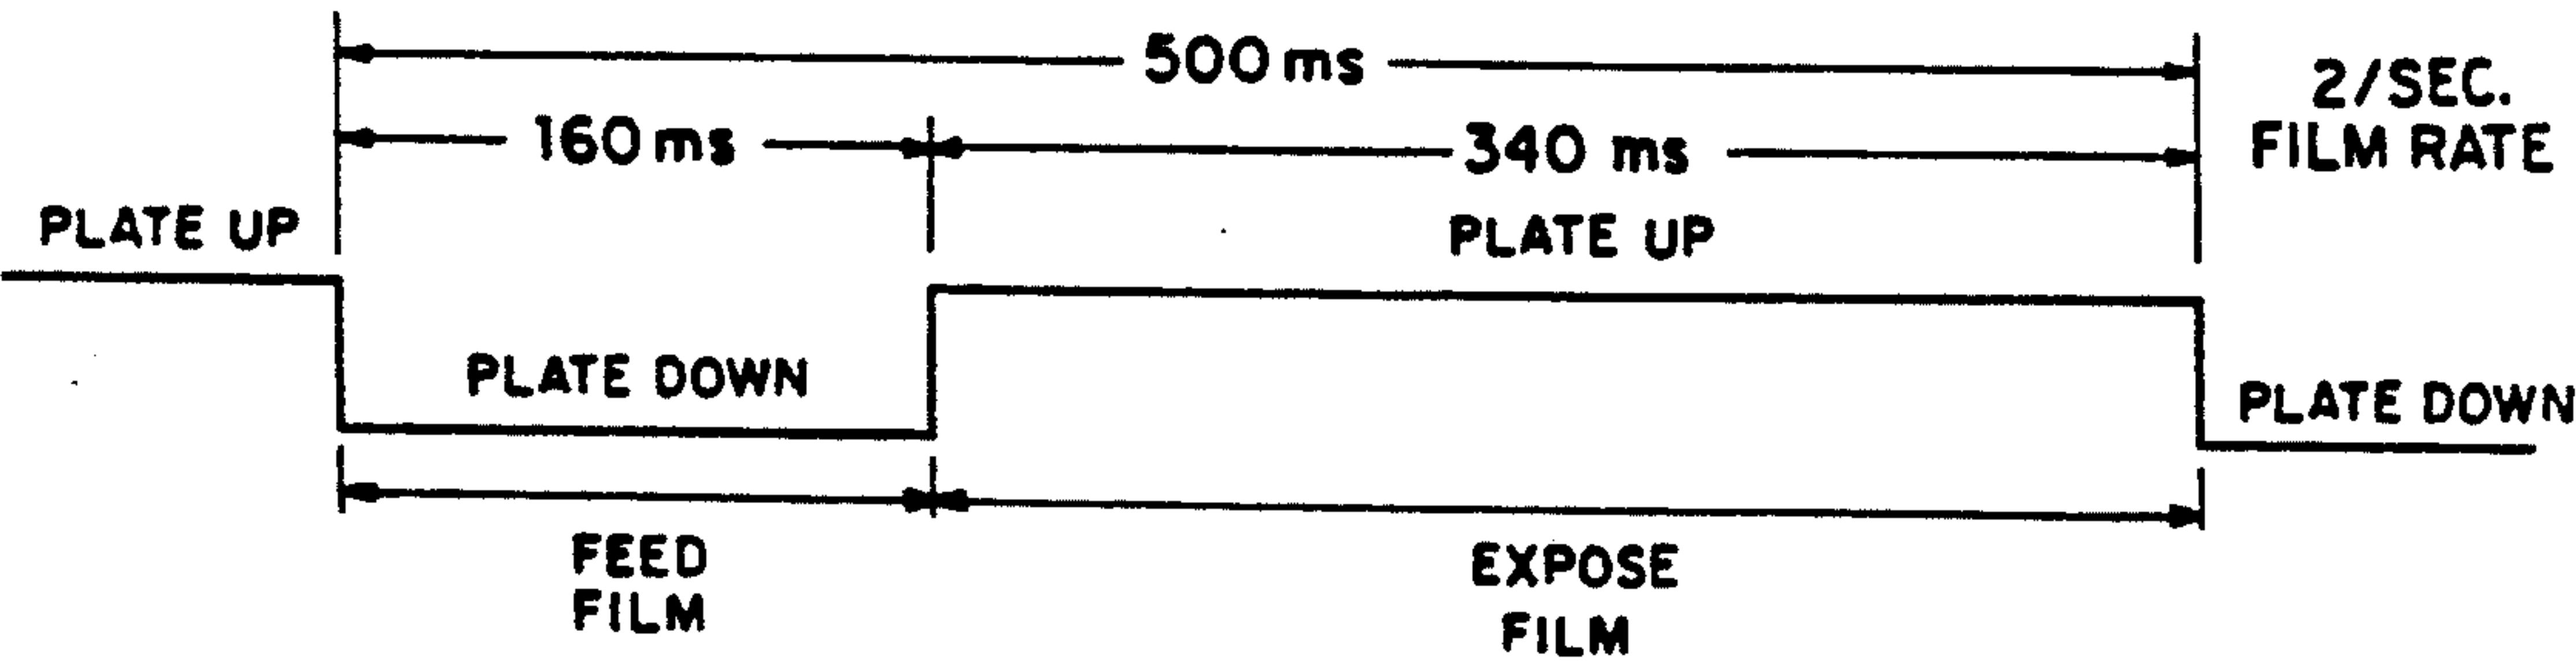 500 ms
2/SEC.
FILM RATE
160 ms
340 ms
PLATE UP
PLATE UP
PLATE DOWN
PLATE DOWN
FEED
FILM
EXPOSE
FILM